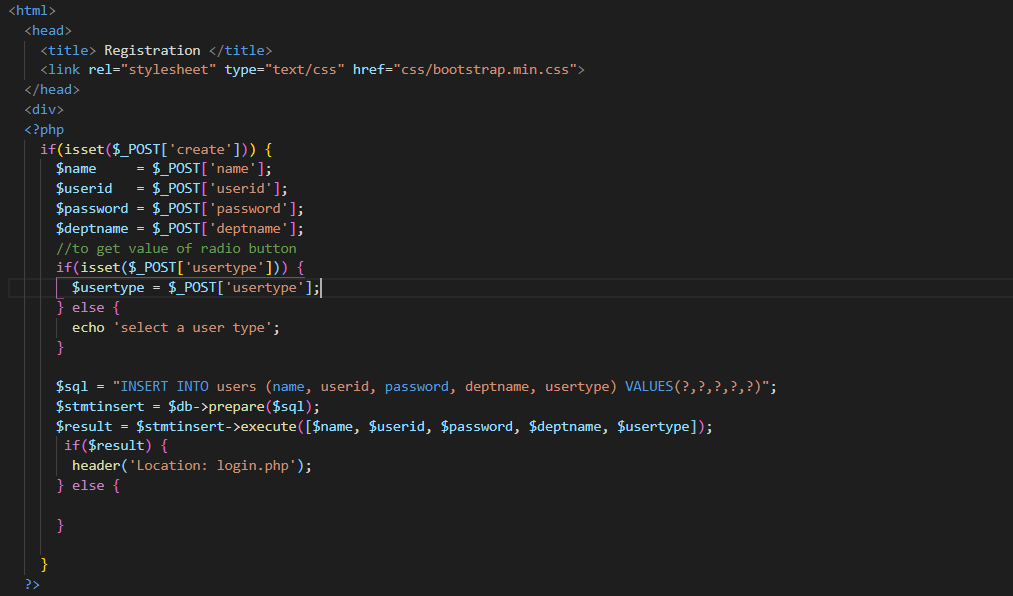 <html>
<head>
<title> Registration </title>
<link rel="stylesheet" type="text/css" href="css/bootstrap.min.css">
</head>
<div>
<?php
if(isset($_POST['create'])) {
$name     = $_POST['name'];
$userid   = $_POST['userid'];
$password = $_POST['password'];
$deptname = $_POST['deptname'];
//to get value of radio button
if(isset($_POST['usertype'])) {
$usertype = $_POST['usertype'];
} else {
echo 'select a user type';
}
$sql = "INSERT INTO users (name, userid, password, deptname, usertype) VALUES(?,?,?,?,?)";
$stmtinsert = $db->prepare($sql);
$result = $stmtinsert->execute([$name, $userid, $password, $deptname, $usertype]);
if($result) {
header('Location: login.php');
} else {
}
}
?>